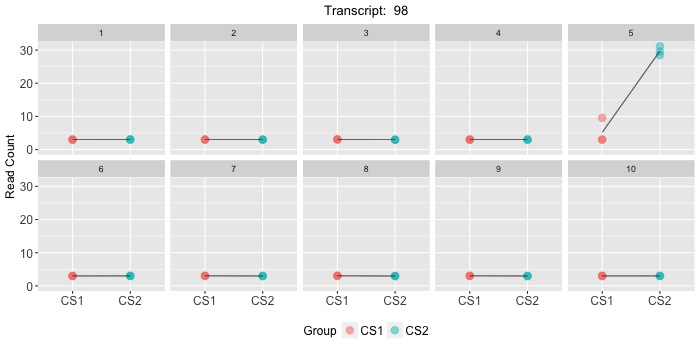 Transcript: 98
1 2 3 4 5
30
20
10
0
Read Count
6 7 8 9 10
30
20
10
0
CS1 CS2 CS1 CS2 CS1 CS2 CS1 CS2 CS1 CS2
Group CS1 CS2